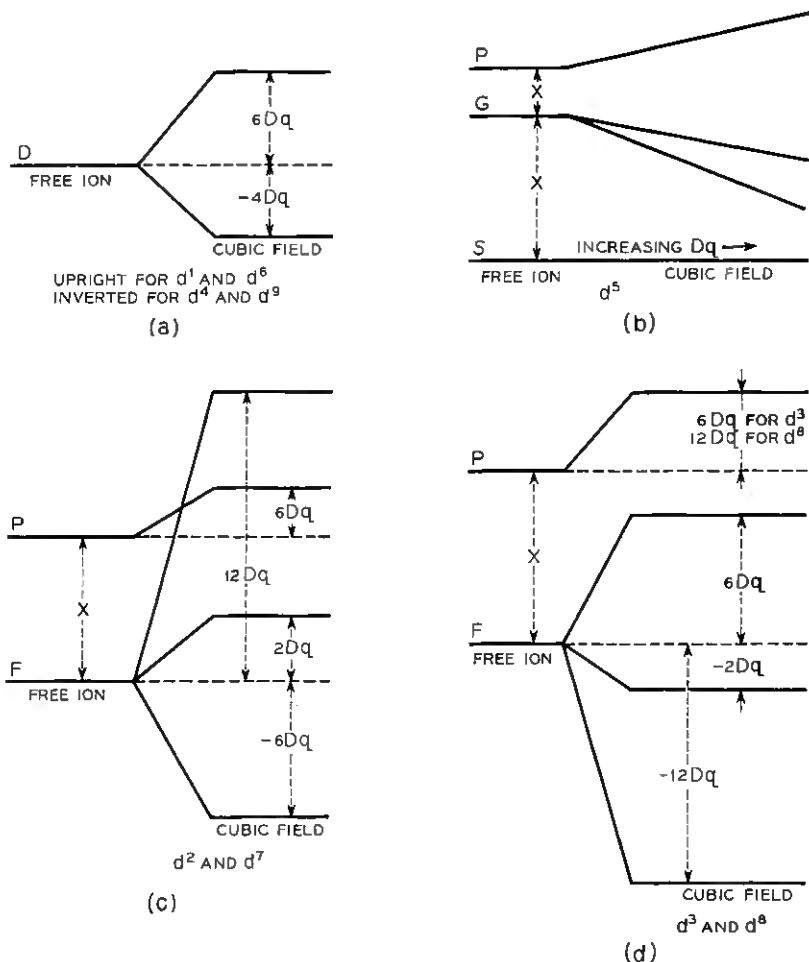 D
FREE ION
6Dq
-4Dq
CUBIC FIELD
UPRIGHT FOR d¹ AND d⁶
INVERTED FOR d⁴ AND d⁹
(a)
P
X
G
X
S
INCREASING Dq →
FREE ION
CUBIC FIELD
d⁵
(b)
P
6Dq
12Dq
X
2Dq
F
FREE ION
-6Dq
CUBIC FIELD
d² AND d⁷
(c)
6Dq FOR d³
12Dq FOR d⁸
P
X
6Dq
F
FREE ION
-2Dq
-12Dq
CUBIC FIELD
d³ AND d⁸
(d)